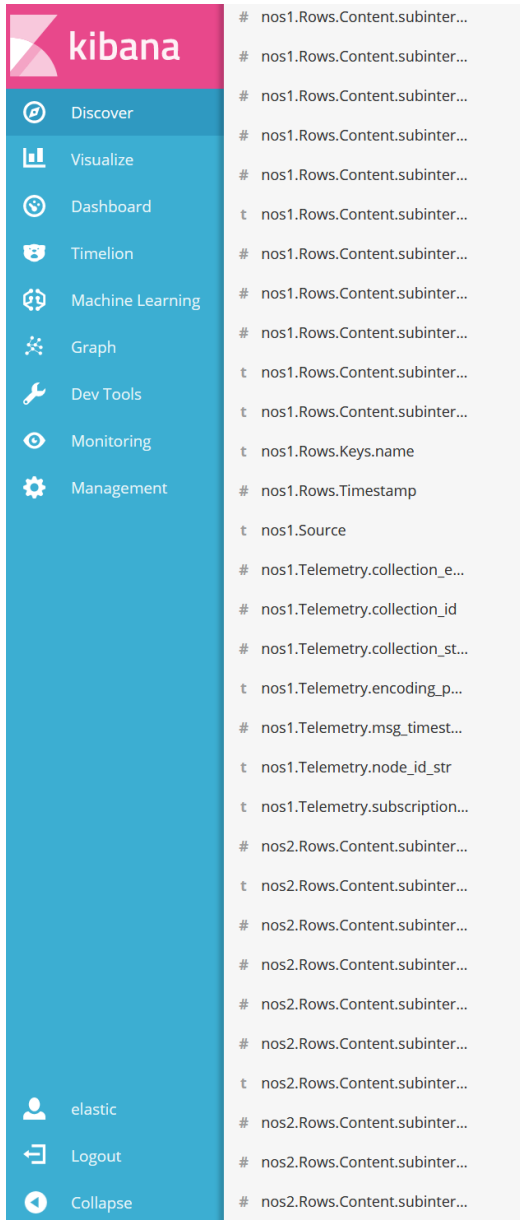 kibana
Discover
Visualize
Dashboard
Timelion
Machine Learning
Graph
Dev Tools
Monitoring
Management
elastic
Logout
Collapse
# nos1.Rows.Content.subinter...
# nos1.Rows.Content.subinter...
# nos1.Rows.Content.subinter...
# nos1.Rows.Content.subinter...
# nos1.Rows.Content.subinter...
t nos1.Rows.Content.subinter...
# nos1.Rows.Content.subinter...
# nos1.Rows.Content.subinter...
# nos1.Rows.Content.subinter...
t nos1.Rows.Content.subinter...
t nos1.Rows.Content.subinter...
t nos1.Rows.Keys.name
# nos1.Rows.Timestamp
t nos1.Source
# nos1.Telemetry.collection_e...
# nos1.Telemetry.collection_id
# nos1.Telemetry.collection_st...
t nos1.Telemetry.encoding_p...
# nos1.Telemetry.msg_timest...
t nos1.Telemetry.node_id_str
t nos1.Telemetry.subscription...
# nos2.Rows.Content.subinter...
t nos2.Rows.Content.subinter...
# nos2.Rows.Content.subinter...
# nos2.Rows.Content.subinter...
# nos2.Rows.Content.subinter...
# nos2.Rows.Content.subinter...
t nos2.Rows.Content.subinter...
# nos2.Rows.Content.subinter...
# nos2.Rows.Content.subinter...
# nos2.Rows.Content.subinter...